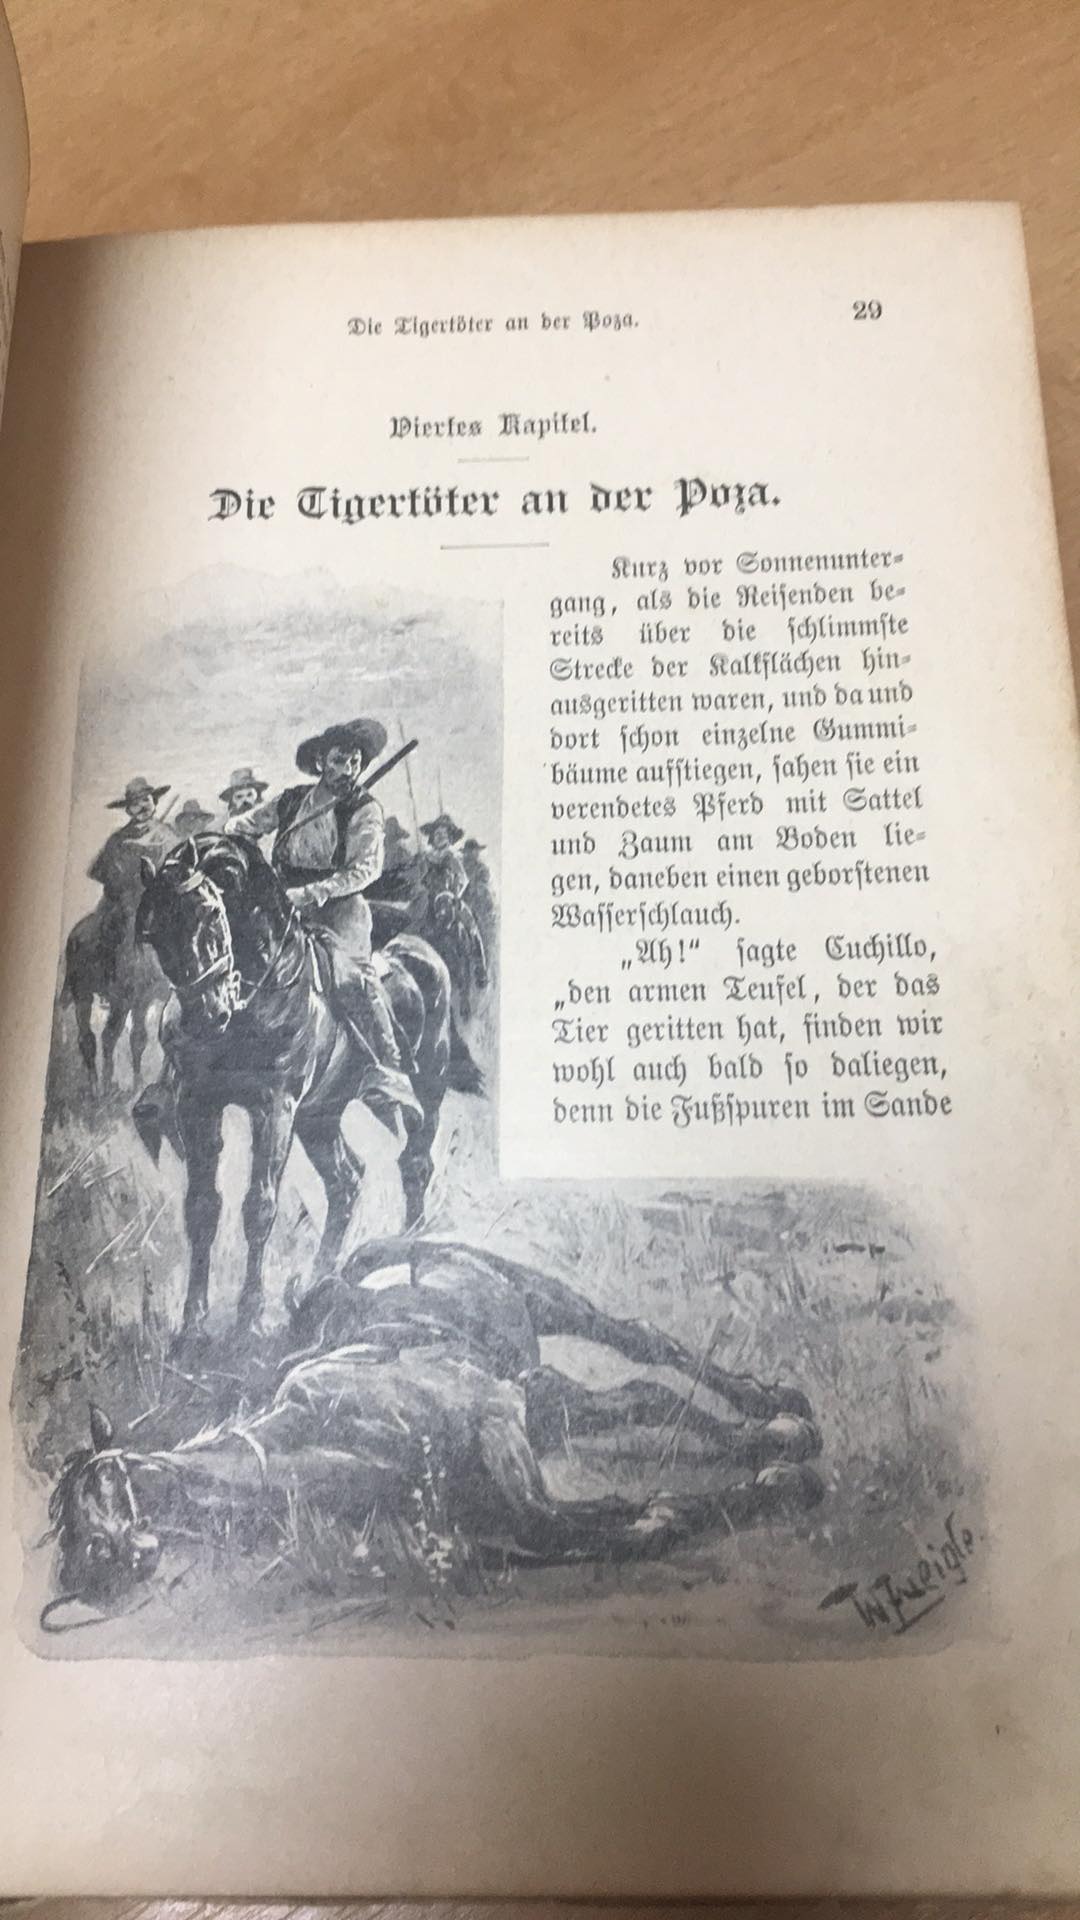 Die Tigertöter an der Poza.
29
Viertes Kapitel.
Die Tigertöter an der Poza.
Kurz vor Sonnenunter-
gang, als die Reisenden be-
reits über die schlimmste
Strecke der Kalkflächen hin-
ausgeritten waren, und da und
dort schon einzelne Gummi-
bäume aufstiegen, sahen sie ein
verendetes Pferd mit Sattel
und Zaum am Boden lie-
gen, daneben einen geborstenen
Wasserschlauch.
„Ah!“ sagte Cuchillo,
„den armen Teufel, der das
Tier geritten hat, finden wir
wohl auch bald so daliegen,
denn die Fußspuren im Sande
W Zweigle.